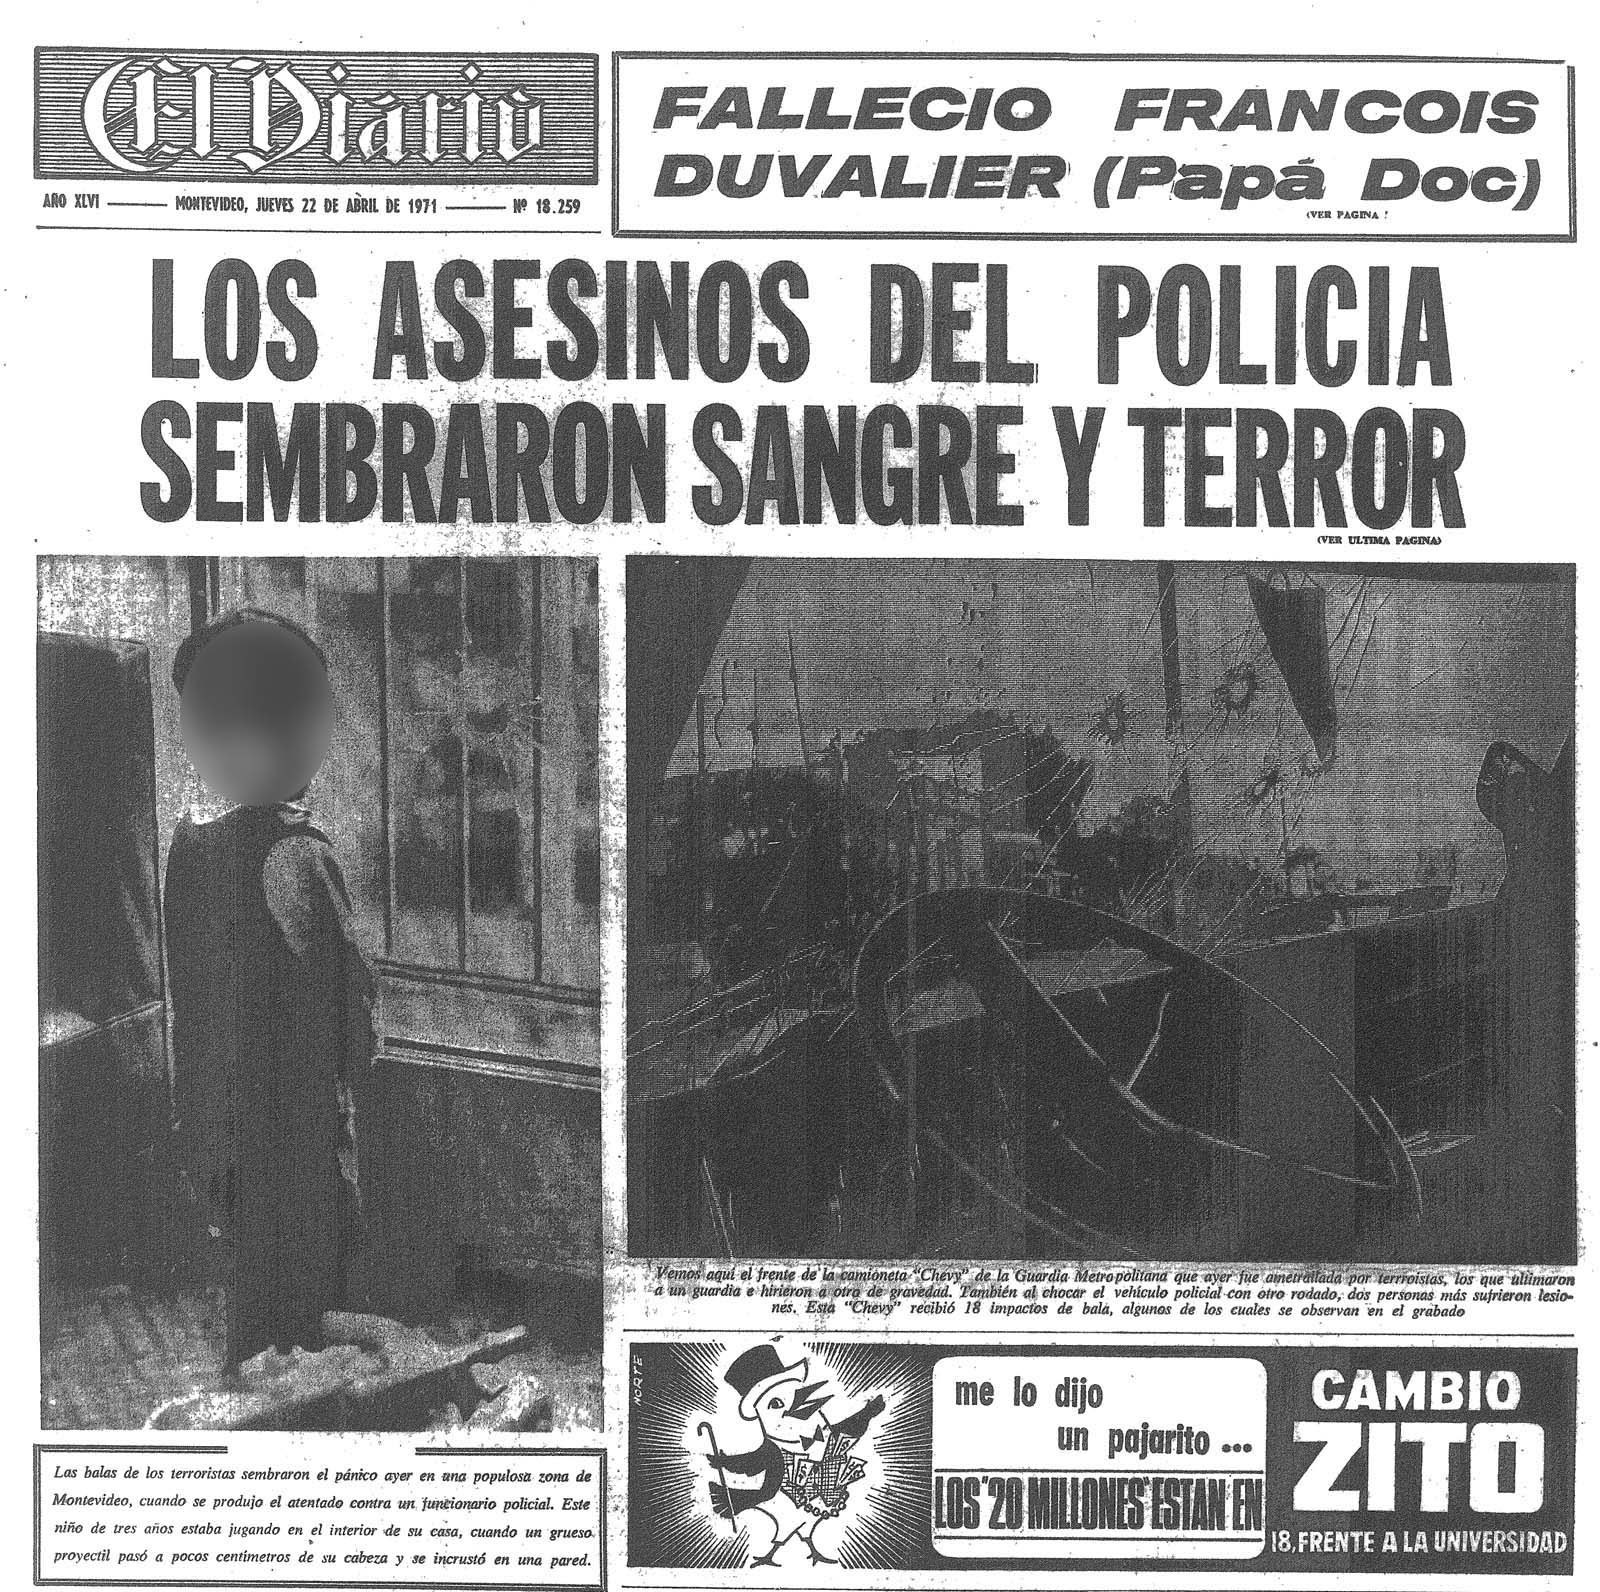 El Diario
AÑO XLVI — MONTEVIDEO, JUEVES 22 DE ABRIL DE 1971 — Nº 18.259
FALLECIO FRANCOIS
DUVALIER (Papá Doc)
(VER PAGINA
LOS ASESINOS DEL POLICIA
SEMBRARON SANGRE Y TERROR
(VER ULTIMA PAGINA)
Las balas de los terroristas sembraron el pánico ayer en una populosa zona de
Montevideo, cuando se produjo el atentado contra un funcionario policial. Este
niño de tres años estaba jugando en el interior de su casa, cuando un grueso
proyectil pasó a pocos centímetros de su cabeza y se incrustó en una pared.
Vemos aquí el frente de la camioneta "Chevy" de la Guardia Metropolitana que ayer fue ametrallada por terrroistas, los que ultimaron
a un guardia e hirieron a otro de gravedad. También al chocar el vehículo policial con otro rodado, dos personas más sufrieron lesio-
nes. Esta "Chevy" recibió 18 impactos de bala, algunos de los cuales se observan en el grabado
NORTE
me lo dijo
un pajarito ...
LOS "20 MILLONES" ESTAN EN
CAMBIO
ZITO
18, FRENTE A LA UNIVERSIDAD